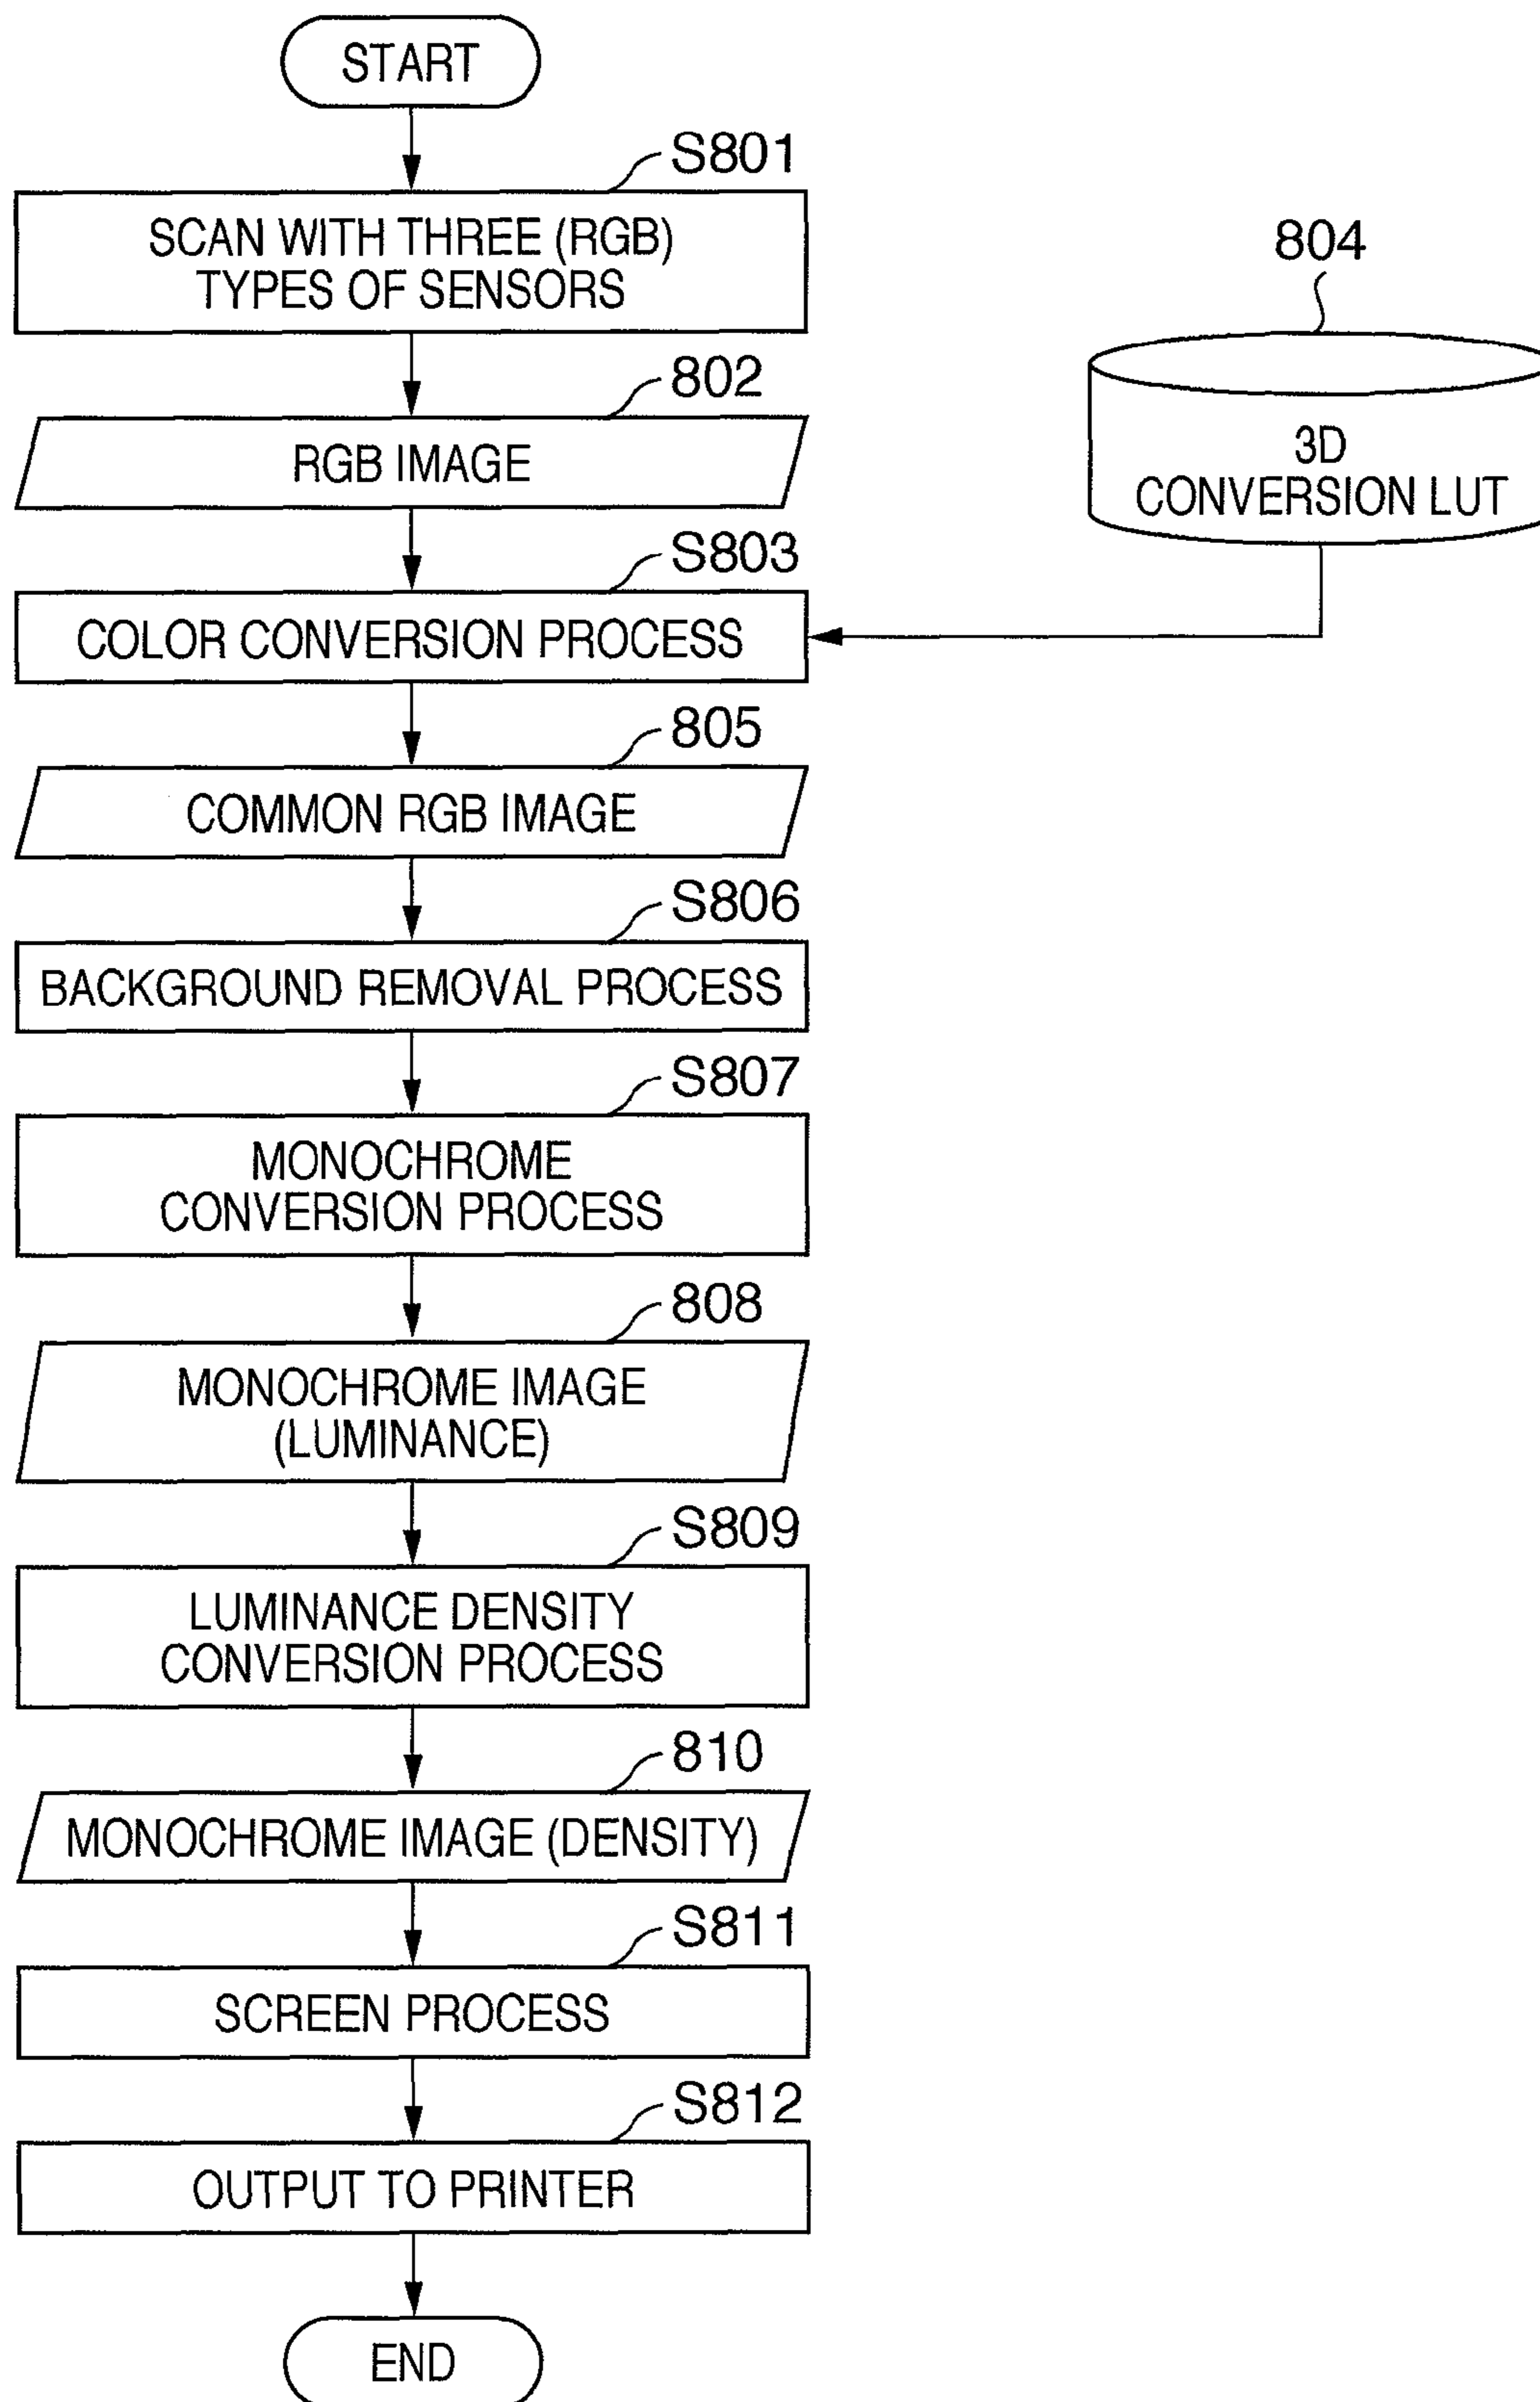 START
S801
SCAN WITH THREE (RGB)
TYPES OF SENSORS
802
RGB IMAGE
804
3D
CONVERSION LUT
S803
COLOR CONVERSION PROCESS
805
COMMON RGB IMAGE
S806
BACKGROUND REMOVAL PROCESS
S807
MONOCHROME
CONVERSION PROCESS
808
MONOCHROME IMAGE
(LUMINANCE)
S809
LUMINANCE DENSITY
CONVERSION PROCESS
810
MONOCHROME IMAGE (DENSITY)
S811
SCREEN PROCESS
S812
OUTPUT TO PRINTER
END